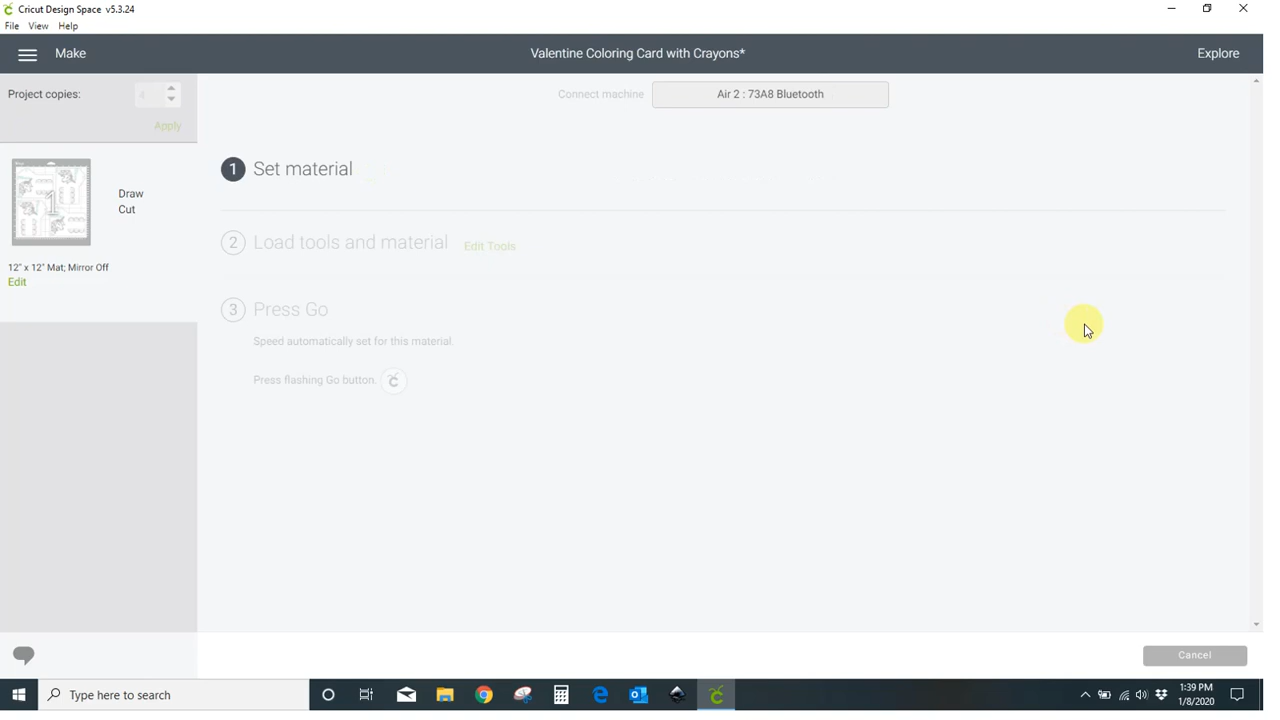 Cricut Design Space v5.3.24
File View Help
Make
Valentine Coloring Card with Crayons*
Explore
Project copies: 4
Apply
Connect machine
Air 2 : 73A8 Bluetooth
1 Set material
Draw
Cut
1
12" x 12" Mat; Mirror Off
Edit
2 Load tools and material Edit Tools
3 Press Go
Speed automatically set for this material.
Press flashing Go button.
Cancel
Type here to search
1:39 PM
1/8/2020